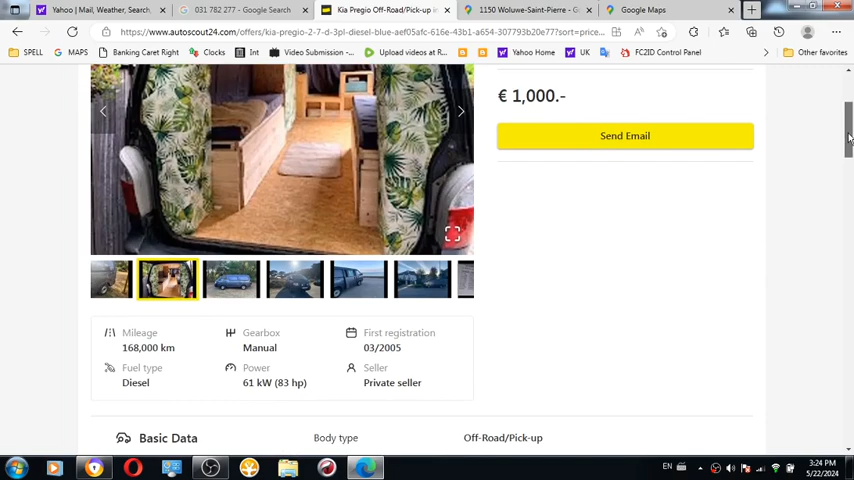 Yahoo | Mail, Weather, Search,
031 782 277 - Google Search
Kia Pregio Off-Road/Pick-up in
1150 Woluwe-Saint-Pierre - G
Google Maps
https://www.autoscout24.com/offers/kia-pregio-2-7-d-3pl-diesel-blue-aef05afc-616e-43b1-a654-307793b20e77?sort=price...
SPELL
MAPS
Banking Caret Right
Clocks
Int
Video Submission -...
Upload videos at R...
Yahoo Home
UK
FC2ID Control Panel
Other favorites
€ 1,000.-
Send Email
Mileage
168,000 km
Gearbox
Manual
First registration
03/2005
Fuel type
Diesel
Power
61 kW (83 hp)
Seller
Private seller
Basic Data
Body type
Off-Road/Pick-up
EN
3:24 PM
5/22/2024